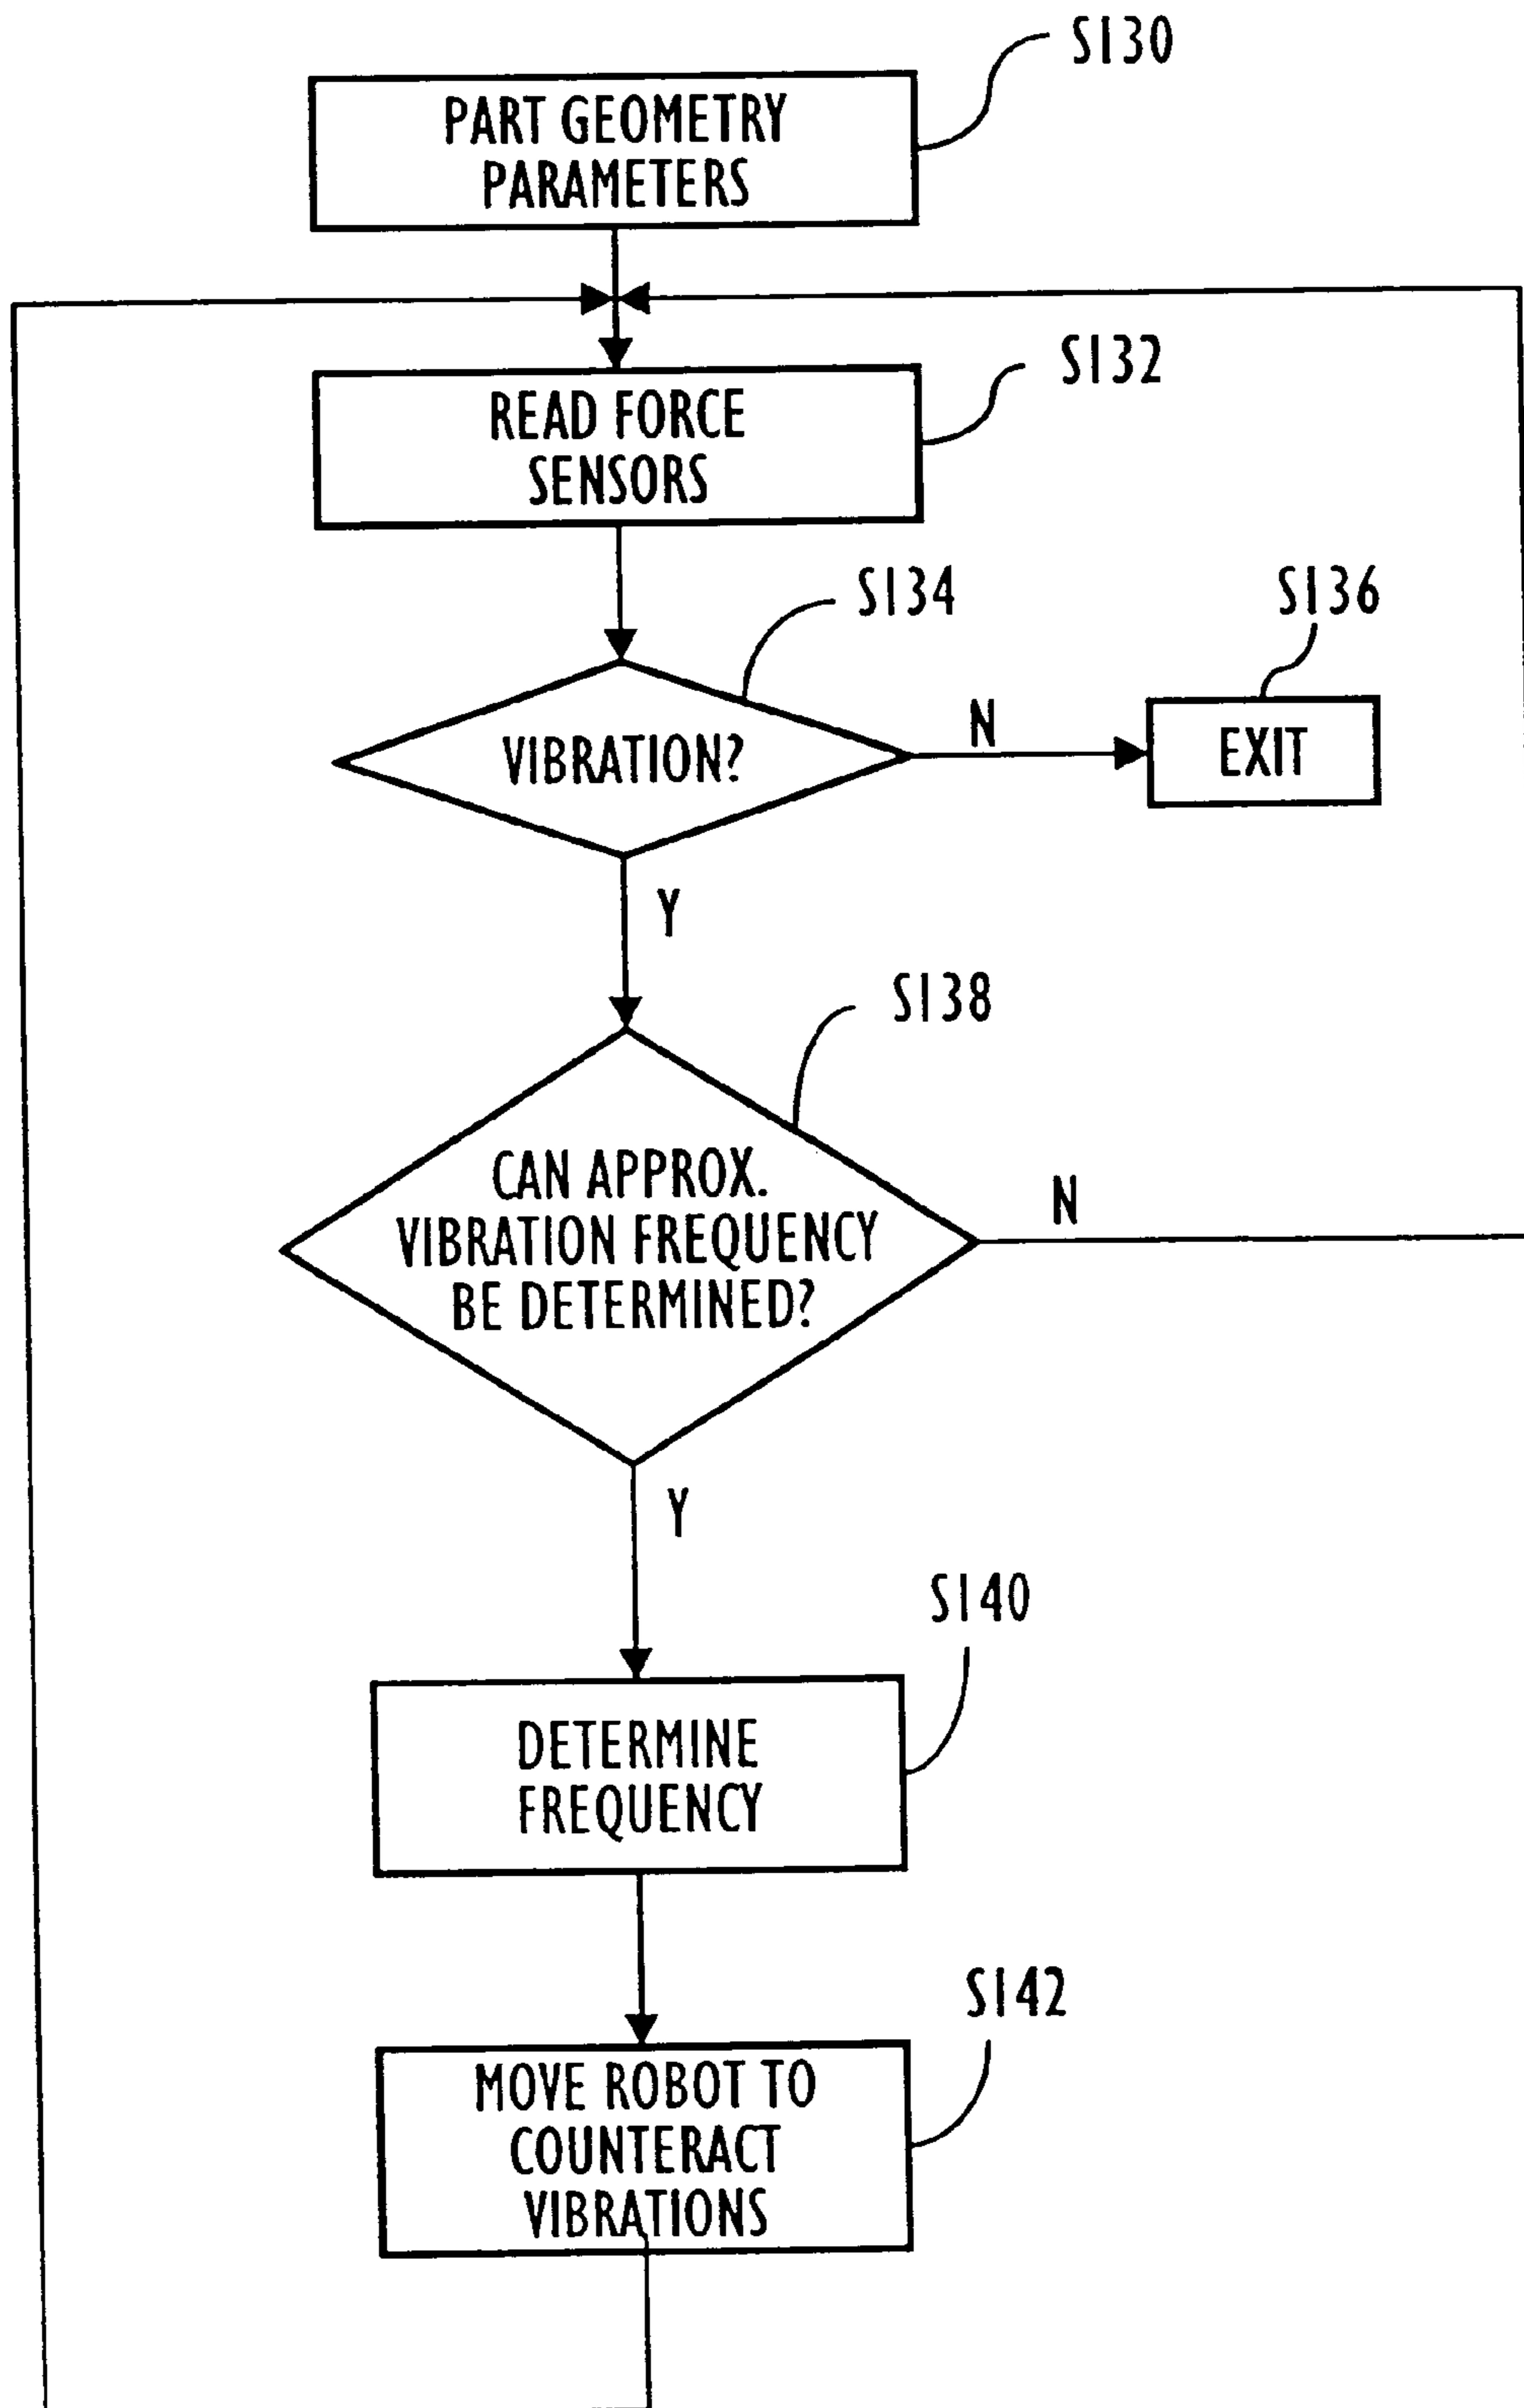 S130
PART GEOMETRY
PARAMETERS
S132
READ FORCE
SENSORS
S134
S136
VIBRATION?
N
EXIT
Y
S138
CAN APPROX.
VIBRATION FREQUENCY
BE DETERMINED?
N
Y
S140
DETERMINE
FREQUENCY
S142
MOVE ROBOT TO
COUNTERACT
VIBRATIONS